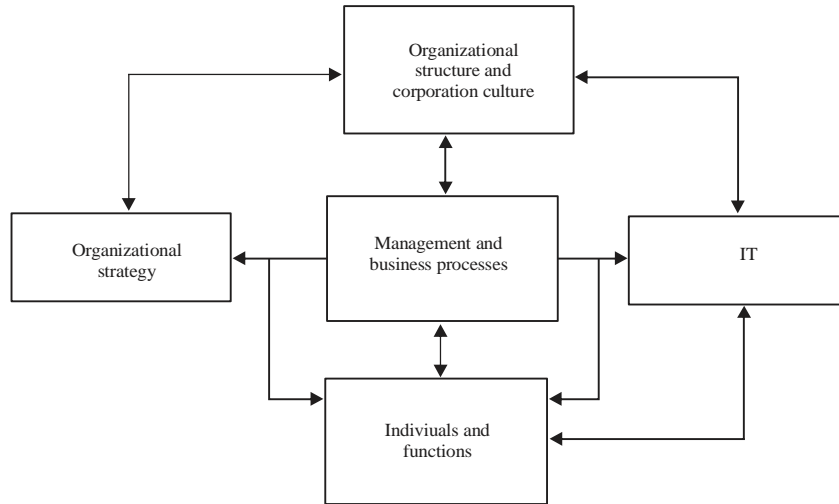 Organizational
structure and
corporation culture
Organizational
strategy
Management and
business processes
IT
Indiviuals and
functions